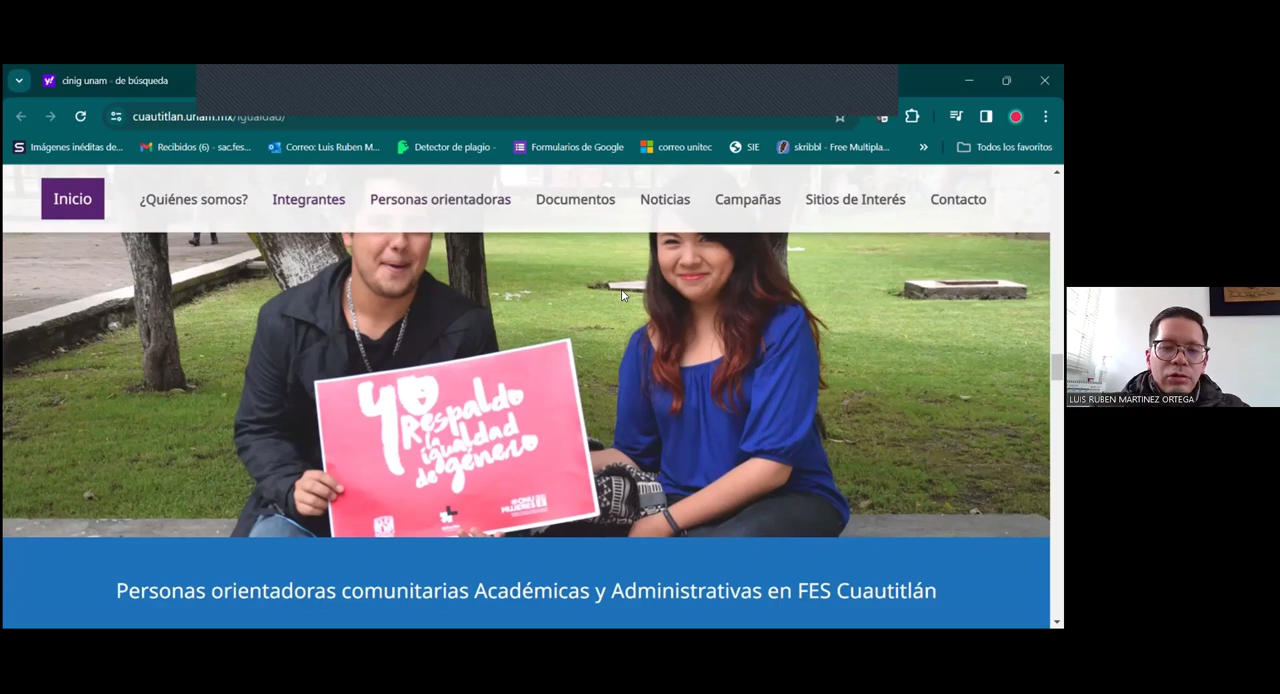 cinig unam - de búsqueda
cuautitlan.unam.mx/igualdad/
Imágenes inéditas de...
Recibidos (6) - sac.fes...
Correo: Luis Ruben M...
Detector de plagio -
Formularios de Google
correo unitec
SIE
skribbl - Free Multipla...
»
Todos los favoritos
Inicio
¿Quiénes somos?
Integrantes
Personas orientadoras
Documentos
Noticias
Campañas
Sitios de Interés
Contacto
yo
Respaldo
la
igualdad
de género
ONU
MUJERES
LUIS RUBEN MARTINEZ ORTEGA
Personas orientadoras comunitarias Académicas y Administrativas en FES Cuautitlán